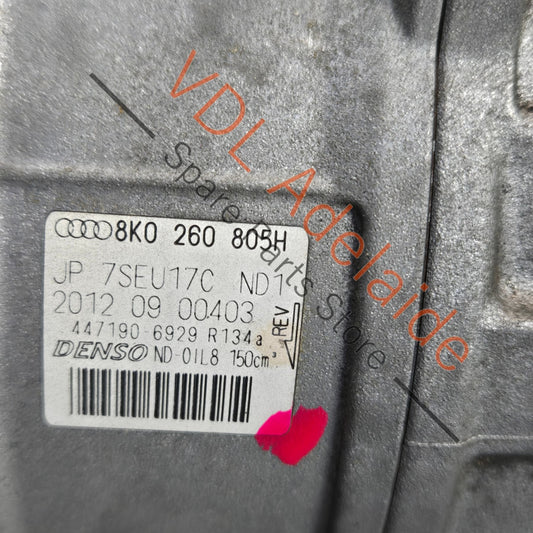 8K0 260 805H
JP 7SEU17C ND1
2012 09 00403
447190-6929 R134a
DENSO ND-OIL8 150cm³
REV
VDL Adelaide
Spare Parts Store